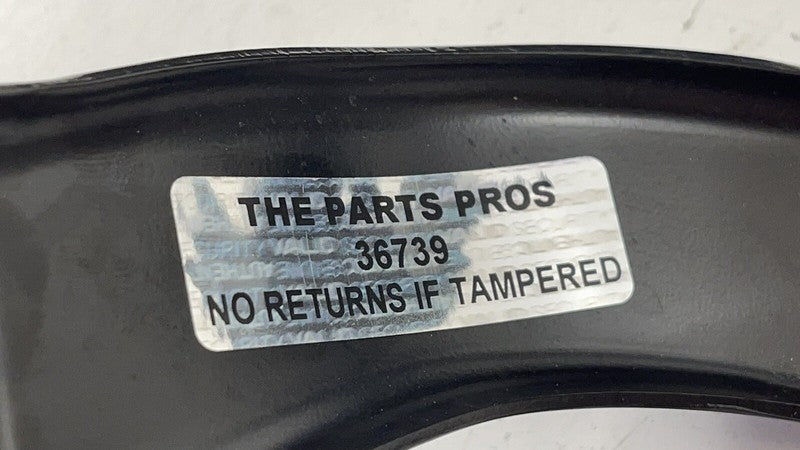 THE PARTS PROS
36739
NO RETURNS IF TAMPERED